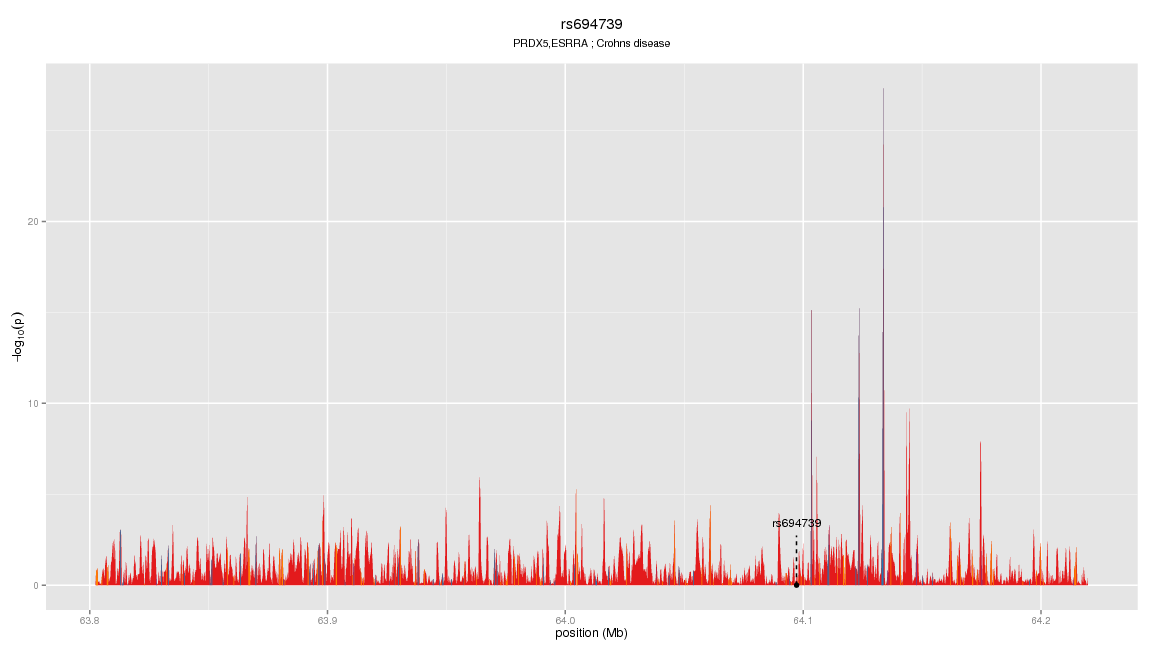 rs694739
PRDX5,ESRRA ; Crohns disease
−log10(p)
20
10
0
rs694739
63.8 63.9 64.0 64.1 64.2
position (Mb)